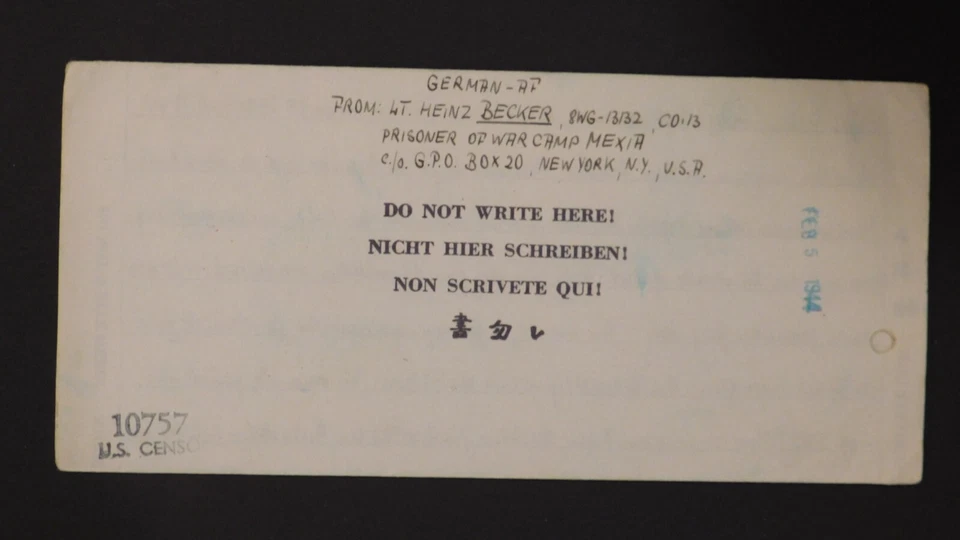 GERMAN-AF
FROM: LT. HEINZ BECKER, 8WG-13132, CO:13
PRISONER OF WAR CAMP MEXIA
c/o. G.P.O. BOX 20, NEW YORK, N.Y., U.S.A.
DO NOT WRITE HERE!
NICHT HIER SCHREIBEN!
NON SCRIVETE QUI!
書勿レ
FEB 5 1944
10757
U.S. CENSO